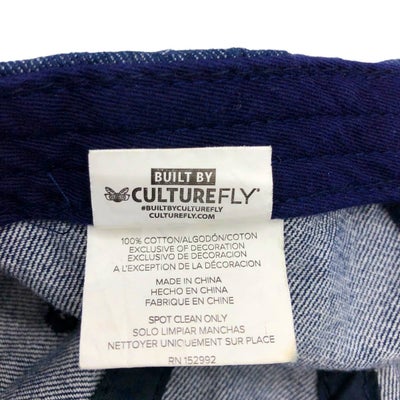 BUILT BY
CULTUREFLY®
#BUILTBYCULTUREFLY
CULTUREFLY.COM
100% COTTON/ALGODÓN/COTON
EXCLUSIVE OF DECORATION
EXCLUSIVO DE DECORACION
A L'EXCEPTION DE LA DÉCORATION
MADE IN CHINA
HECHO EN CHINA
FABRIQUE EN CHINE
SPOT CLEAN ONLY
SOLO LIMPIAR MANCHAS
NETTOYER UNIQUEMENT SUR PLACE
RN 152992